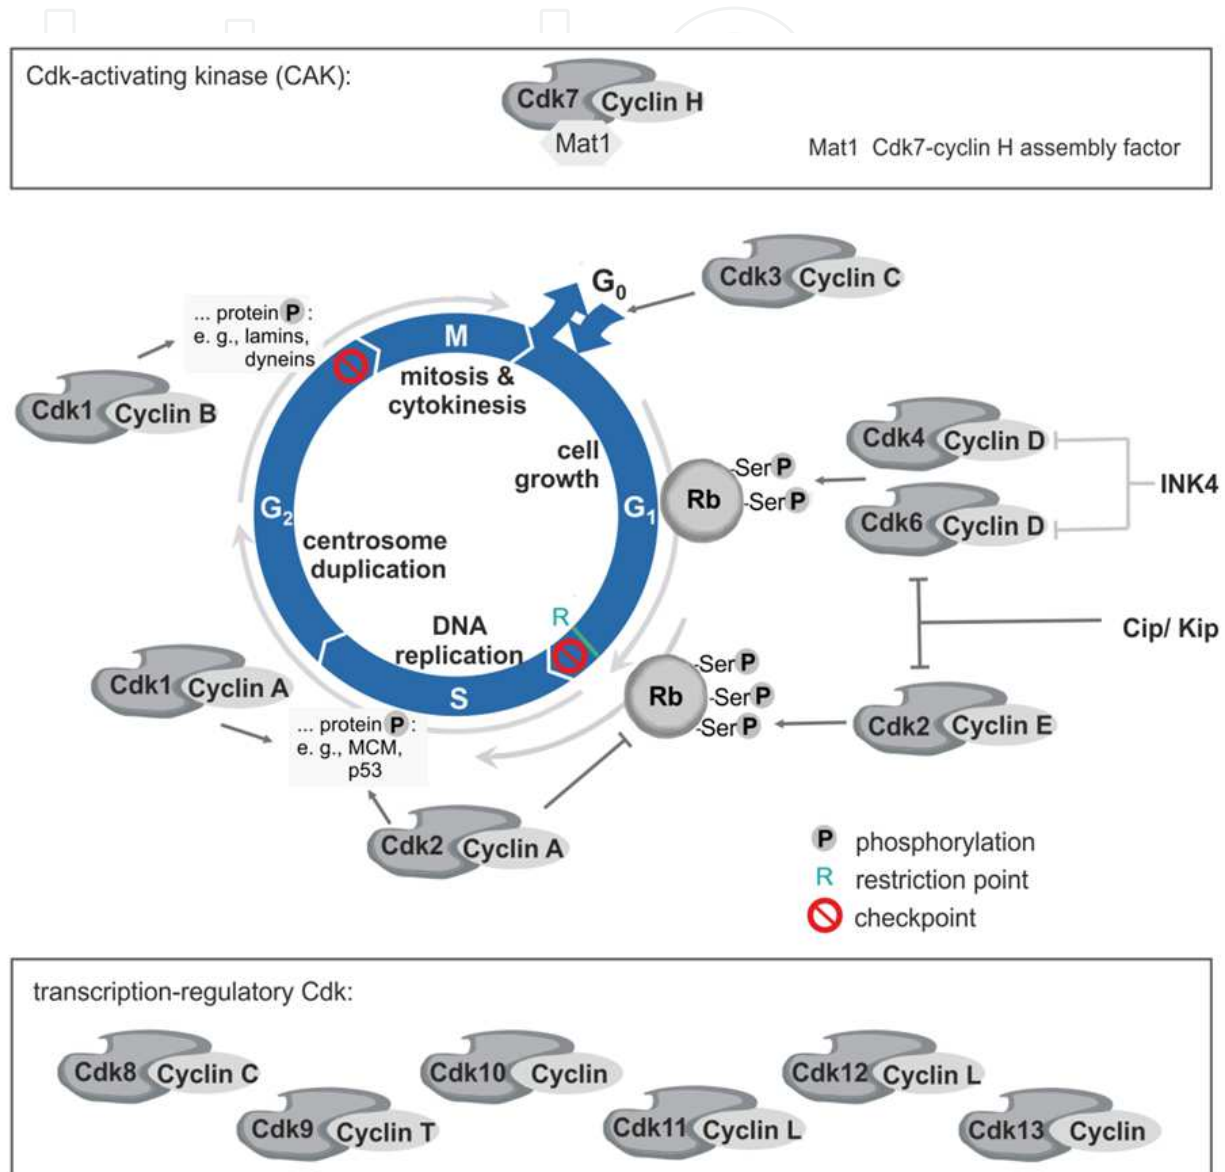 Cdk-activating kinase (CAK):
Cdk7 Cyclin H
Mat1
Mat1 Cdk7-cyclin H assembly factor
G0
Cdk3 Cyclin C
... protein P :
e. g., lamins,
dyneins
M
mitosis &
cytokinesis
Cdk1 Cyclin B
cell
growth
Cdk4 Cyclin D
-Ser P
Rb
-Ser P
INK4
G2
G1
Cdk6 Cyclin D
centrosome
duplication
R
DNA
replication
Cip/ Kip
S
Cdk1 Cyclin A
-Ser P
Rb
-Ser P
-Ser P
Cdk2 Cyclin E
... protein P :
e. g., MCM,
p53
Cdk2 Cyclin A
P phosphorylation
R restriction point
checkpoint
transcription-regulatory Cdk:
Cdk8 Cyclin C
Cdk10 Cyclin
Cdk12 Cyclin L
Cdk9 Cyclin T
Cdk11 Cyclin L
Cdk13 Cyclin